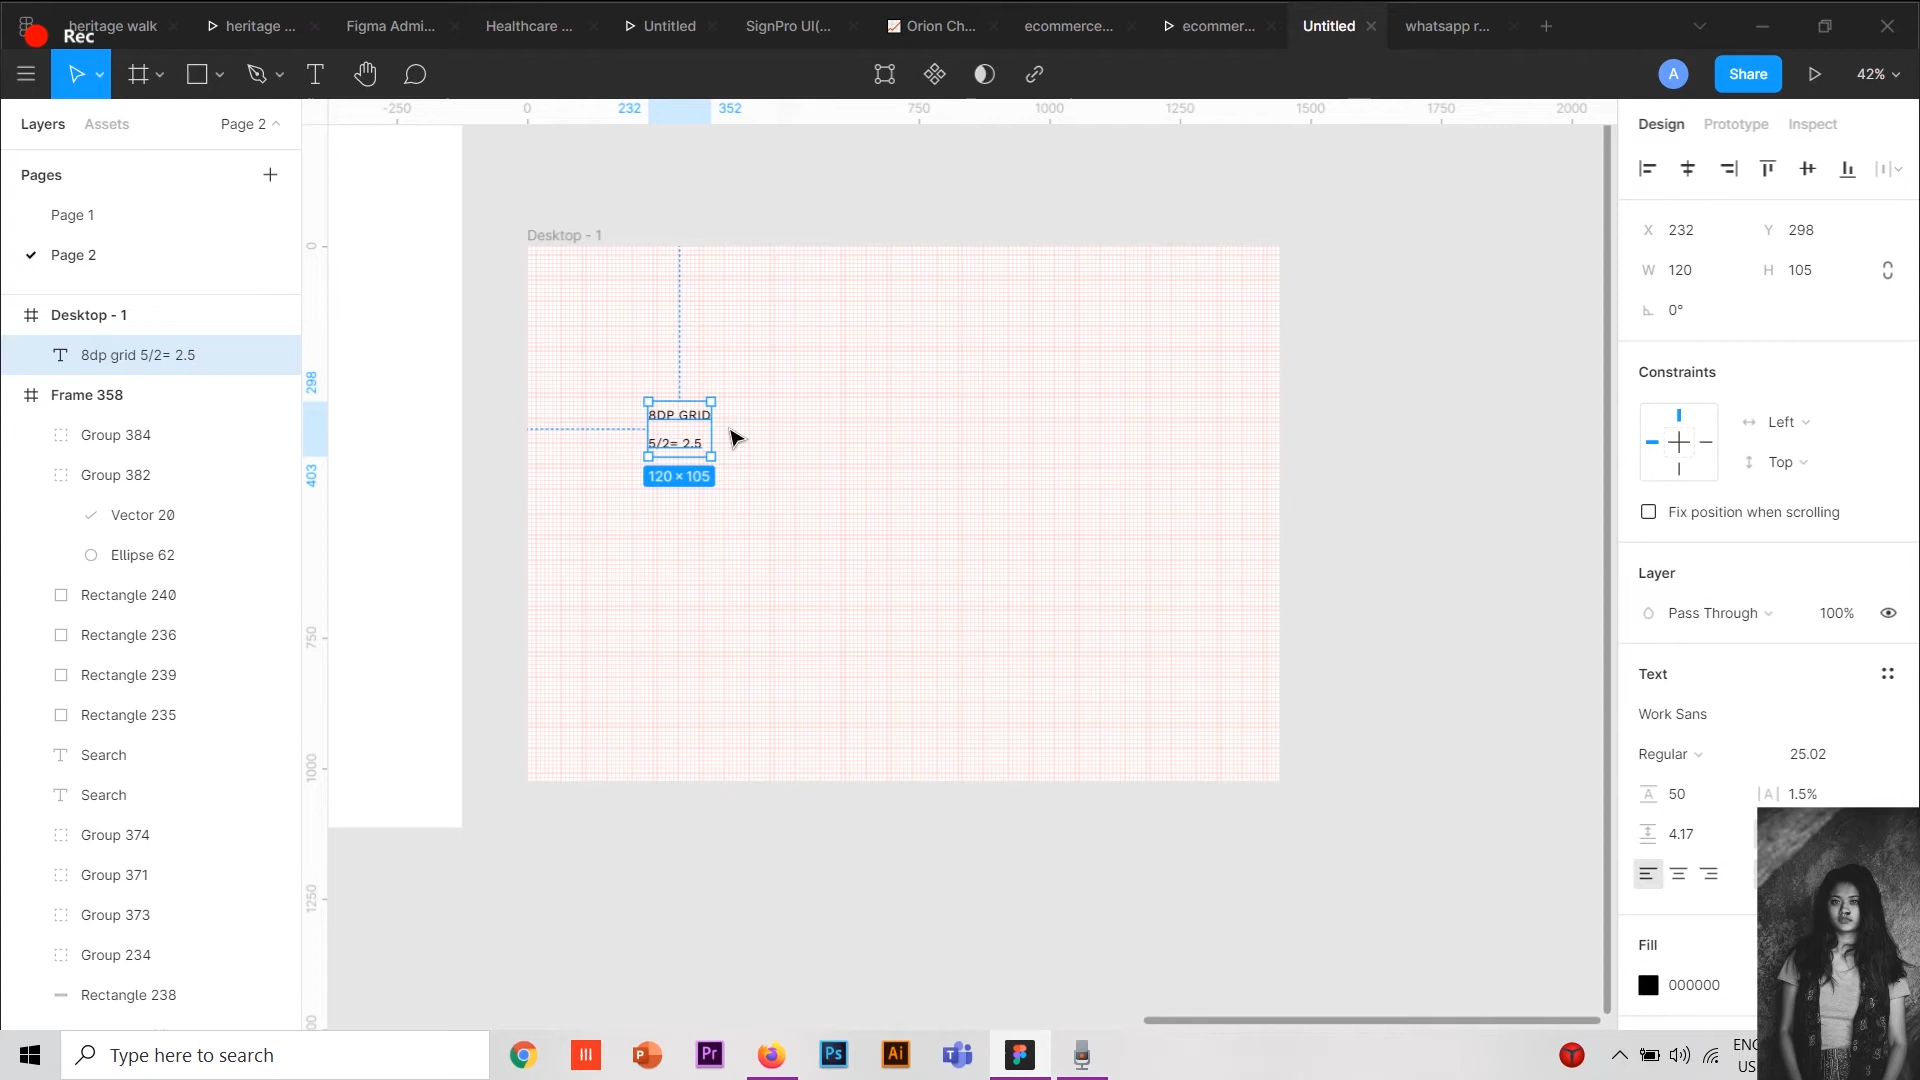 Rec
heritage walk
heritage ...
Figma Admi...
Healthcare ...
Untitled
SignPro UI(...
Orion Ch...
ecommerce...
ecommer...
Untitled
whatsapp r...
A
Share
42%
Layers
Assets
Page 2
Pages
Page 1
Page 2
Desktop - 1
8dp grid 5/2= 2.5
Frame 358
Group 384
Group 382
Vector 20
Ellipse 62
Rectangle 240
Rectangle 236
Rectangle 239
Rectangle 235
Search
Search
Group 374
Group 371
Group 373
Group 234
Rectangle 238
-250
0
232
352
750
1000
1250
1500
1750
2000
0
298
403
750
1000
1250
Desktop - 1
8DP GRID
5/2= 2.5
120 × 105
Design
Prototype
Inspect
X 232
Y 298
W 120
H 105
0°
Constraints
Left
Top
Fix position when scrolling
Layer
Pass Through
100%
Text
Work Sans
Regular
25.02
A 50
|A| 1.5%
4.17
Fill
000000
Type here to search
P
Pr
Ps
Ai
T
ENG
US